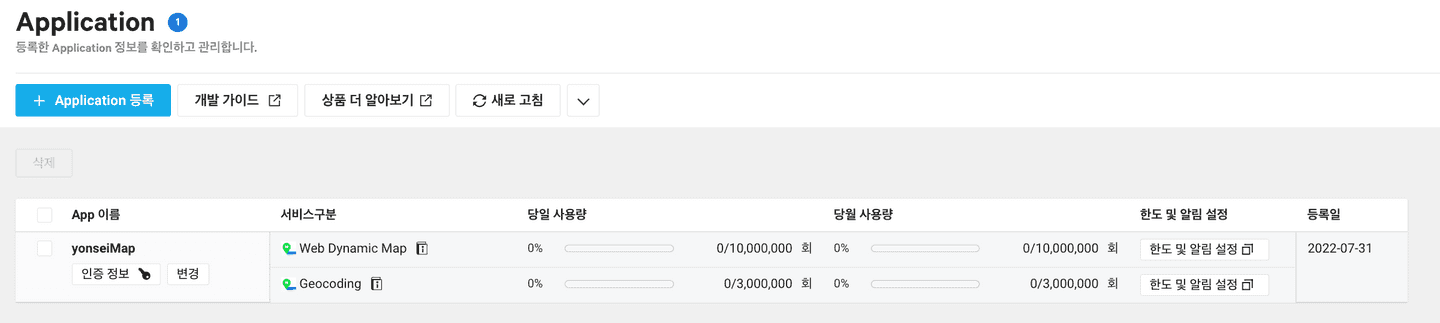 Application 1
등록한 Application 정보를 확인하고 관리합니다.
+ Application 등록 개발 가이드 상품 더 알아보기 새로 고침
삭제
App 이름 서비스구분 당일 사용량 당월 사용량 한도 및 알림 설정 등록일
yonseiMap Web Dynamic Map 0% 0/10,000,000 회 0% 0/10,000,000 회 한도 및 알림 설정 2022-07-31
인증 정보 변경 Geocoding 0% 0/3,000,000 회 0% 0/3,000,000 회 한도 및 알림 설정